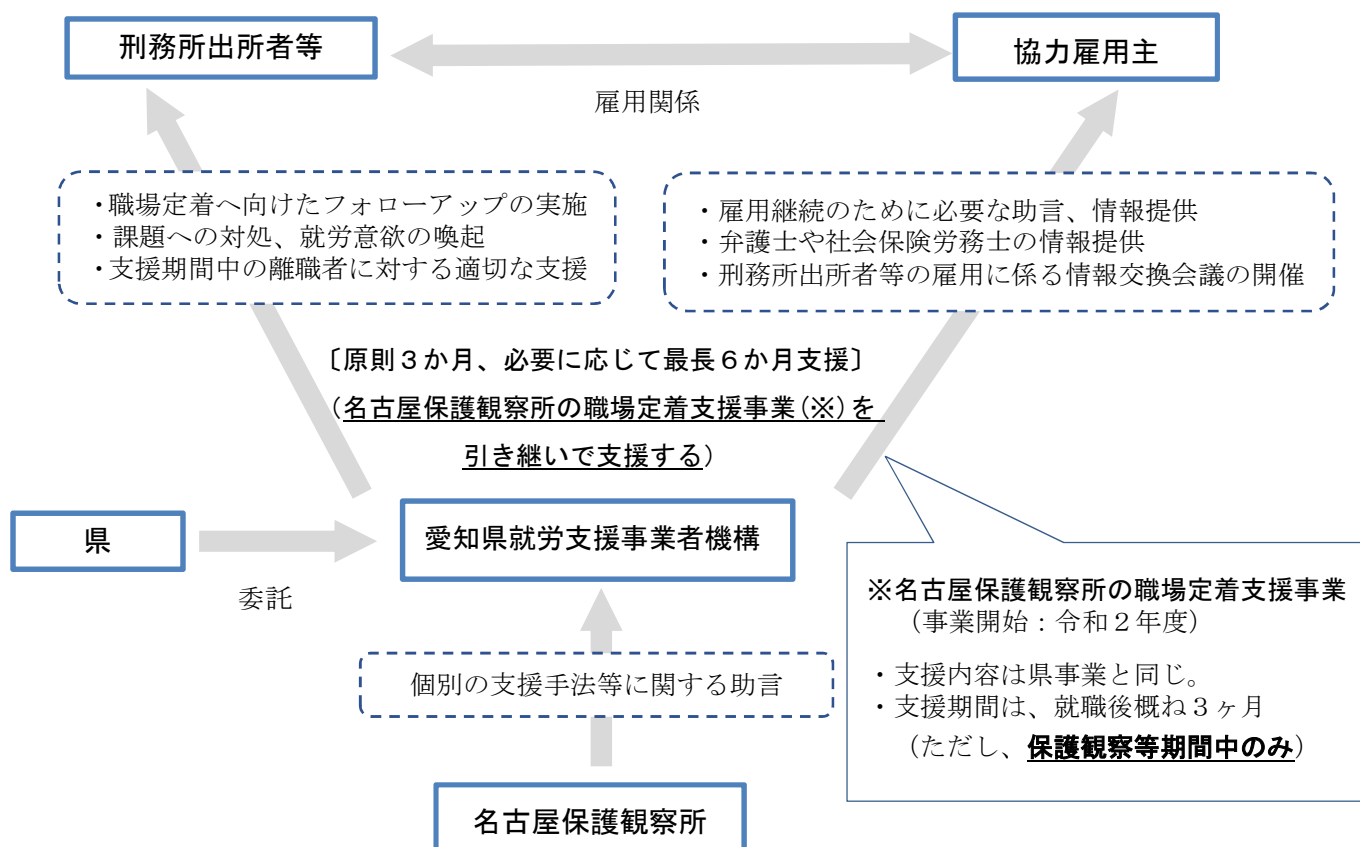 刑務所出所者等
協力雇用主
雇用関係
・職場定着へ向けたフォローアップの実施
・課題への対処、就労意欲の喚起
・支援期間中の離職者に対する適切な支援
・雇用継続のために必要な助言、情報提供
・弁護士や社会保険労務士の情報提供
・刑務所出所者等の雇用に係る情報交換会議の開催
〔原則３か月、必要に応じて最長６か月支援〕
（名古屋保護観察所の職場定着支援事業（※）を
引き継いで支援する）
県
委託
愛知県就労支援事業者機構
個別の支援手法等に関する助言
名古屋保護観察所
※名古屋保護観察所の職場定着支援事業
（事業開始：令和２年度）
・支援内容は県事業と同じ。
・支援期間は、就職後概ね３ヶ月
（ただし、保護観察等期間中のみ）